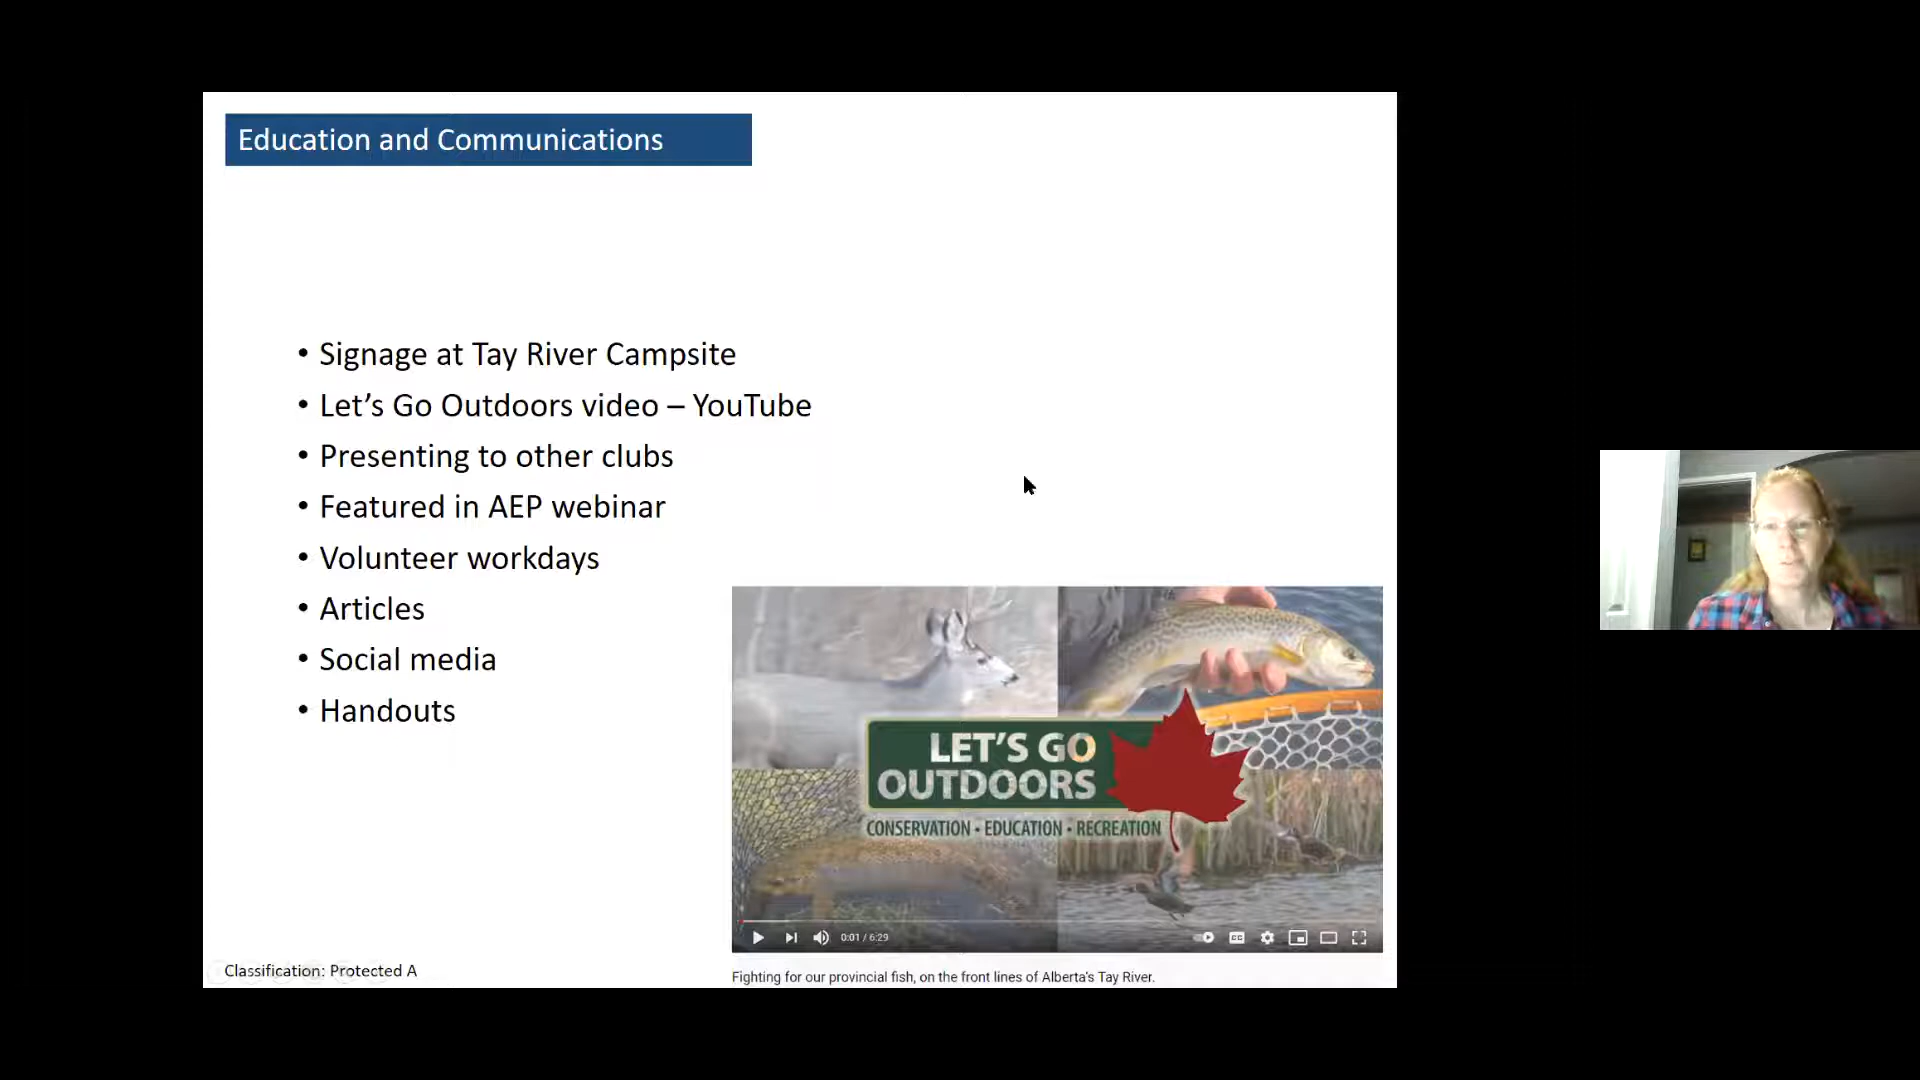 Education and Communications
• Signage at Tay River Campsite
• Let’s Go Outdoors video – YouTube
• Presenting to other clubs
• Featured in AEP webinar
• Volunteer workdays
• Articles
• Social media
• Handouts
LET'S GO
OUTDOORS
CONSERVATION • EDUCATION • RECREATION
0:01 / 6:29
CC
Classification: Protected A
Fighting for our provincial fish, on the front lines of Alberta's Tay River.